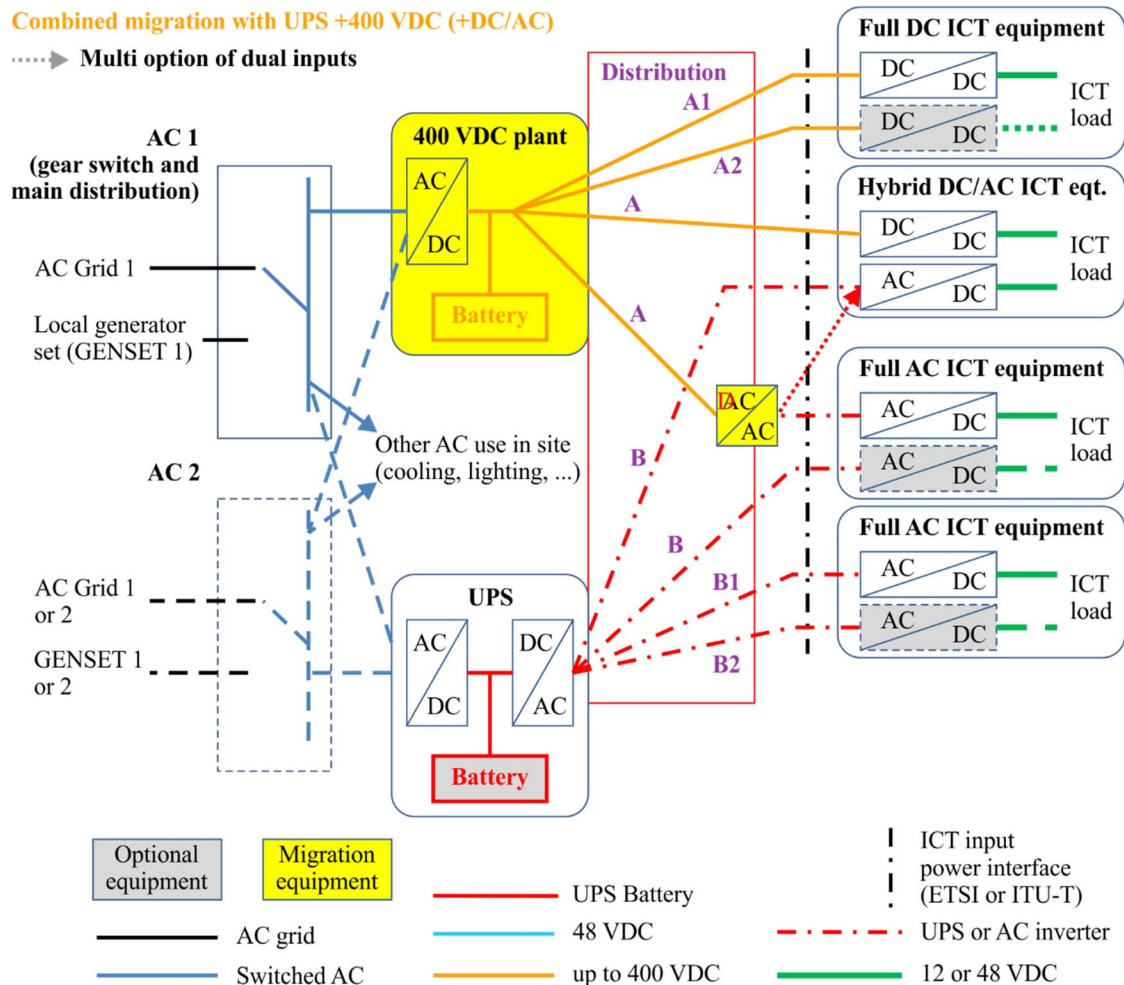 Combined migration with UPS +400 VDC (+DC/AC)
Multi option of dual inputs
AC 1
(gear switch and
main distribution)
AC Grid 1
Local generator
set (GENSET 1)
AC 2
AC Grid 1
or 2
GENSET 1
or 2
Other AC use in site
(cooling, lighting, ...)
400 VDC plant
AC
DC
Battery
UPS
AC
DC
DC
AC
Battery
Distribution
A1
A2
A
A
B
B
B1
B2
AC
AC
Full DC ICT equipment
DC
DC
DC
DC
ICT
load
Hybrid DC/AC ICT eqt.
DC
DC
AC
DC
ICT
load
Full AC ICT equipment
AC
DC
AC
DC
ICT
load
Full AC ICT equipment
AC
DC
AC
DC
ICT
load
Optional
equipment
Migration
equipment
AC grid
Switched AC
UPS Battery
48 VDC
up to 400 VDC
ICT input
power interface
(ETSI or ITU-T)
UPS or AC inverter
12 or 48 VDC